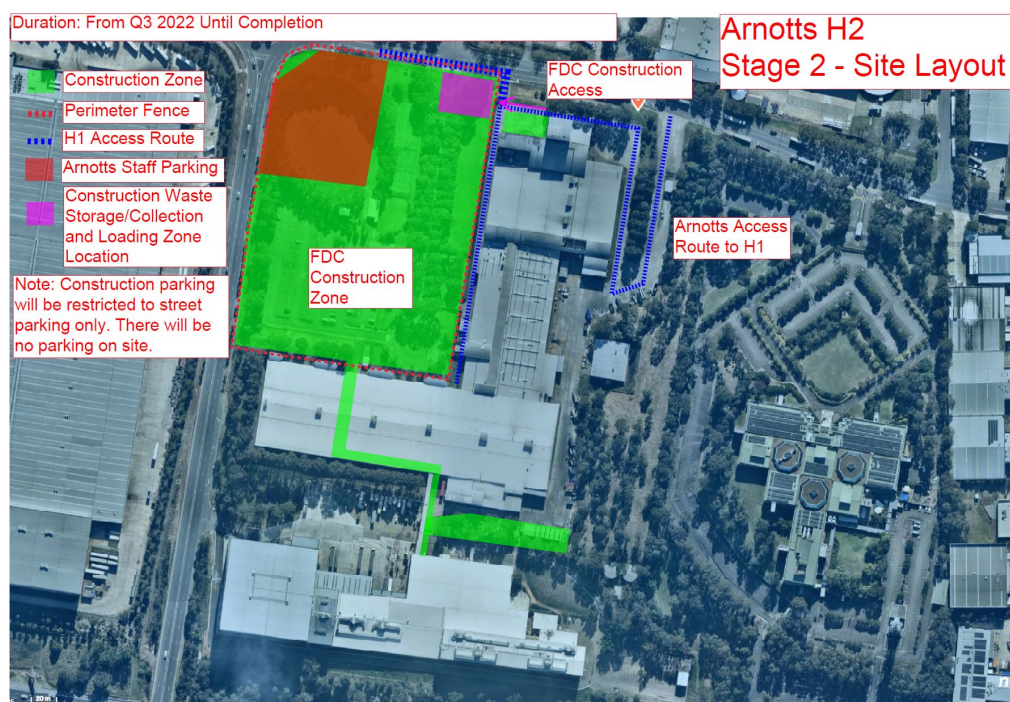 Duration: From Q3 2022 Until Completion
Arnotts H2
Stage 2 - Site Layout
Construction Zone
Perimeter Fence
H1 Access Route
Arnotts Staff Parking
Construction Waste
Storage/Collection
and Loading Zone
Location
Note: Construction parking
will be restricted to street
parking only. There will be
no parking on site.
FDC Construction
Access
Arnotts Access
Route to H1
FDC
Construction
Zone
20 m
n